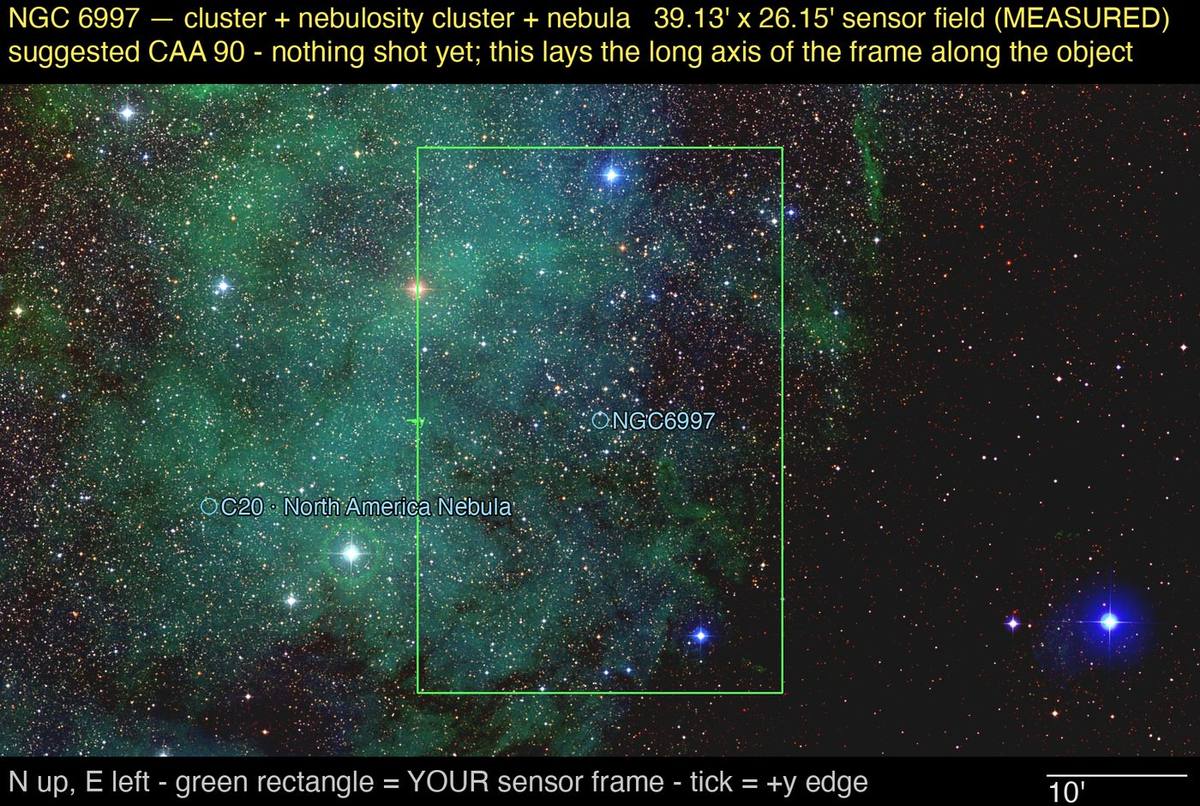 NGC 6997 — cluster + nebulosity cluster + nebula   39.13' x 26.15' sensor field (MEASURED)
suggested CAA 90 - nothing shot yet; this lays the long axis of the frame along the object
NGC6997
C20 · North America Nebula
N up, E left - green rectangle = YOUR sensor frame - tick = +y edge
10'